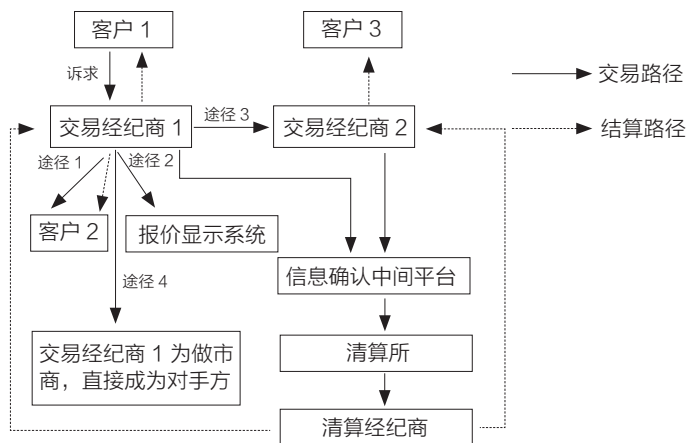 客户 1
客户 3
诉求
交易路径
交易经纪商 1
途径 3
交易经纪商 2
结算路径
途径 1
途径 2
客户 2
报价显示系统
信息确认中间平台
途径 4
交易经纪商 1 为做市
商，直接成为对手方
清算所
清算经纪商